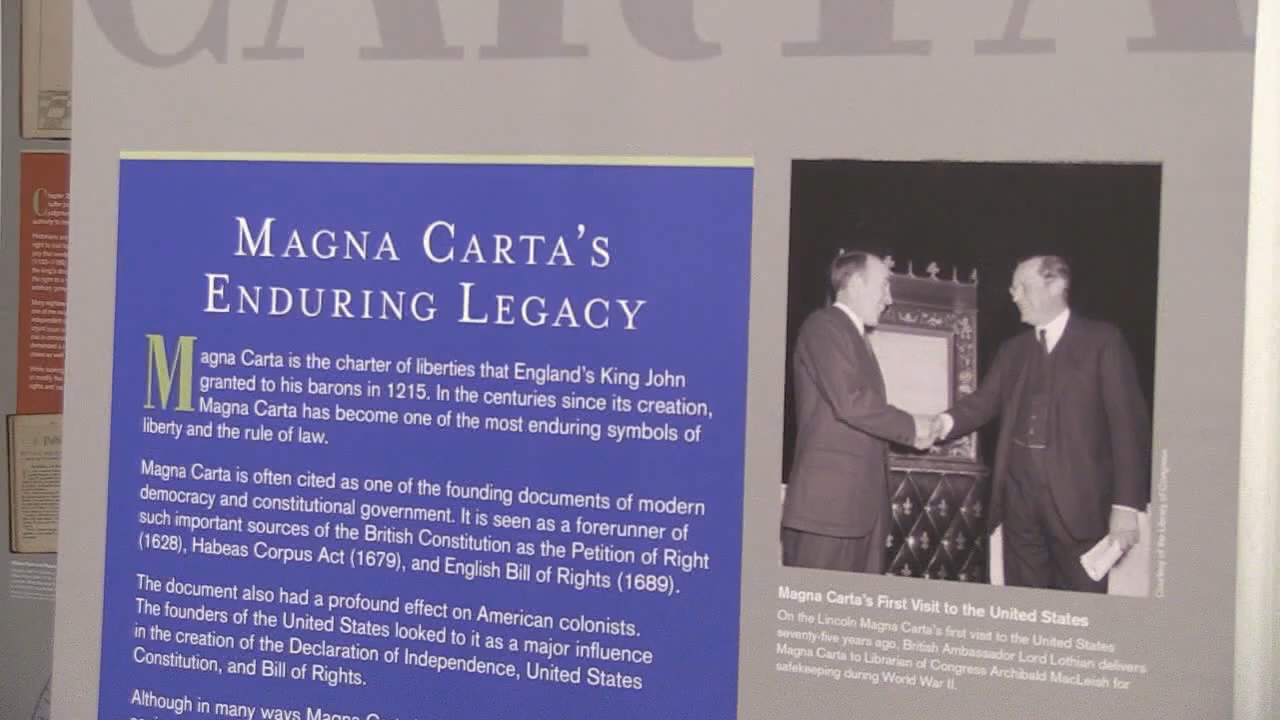 CARTA
MAGNA CARTA'S
ENDURING LEGACY
Magna Carta is the charter of liberties that England's King John
granted to his barons in 1215. In the centuries since its creation,
Magna Carta has become one of the most enduring symbols of
liberty and the rule of law.
Magna Carta is often cited as one of the founding documents of modern
democracy and constitutional government. It is seen as a forerunner of
such important sources of the British Constitution as the Petition of Right
(1628), Habeas Corpus Act (1679), and English Bill of Rights (1689).
The document also had a profound effect on American colonists.
The founders of the United States looked to it as a major influence
in the creation of the Declaration of Independence, United States
Constitution, and Bill of Rights.
Although in many ways Magna
Courtesy of the Library of Congress
Magna Carta's First Visit to the United States
On the Lincoln Magna Carta's first visit to the United States
seventy-five years ago, British Ambassador Lord Lothian delivers
Magna Carta to Librarian of Congress Archibald MacLeish for
safekeeping during World War II.